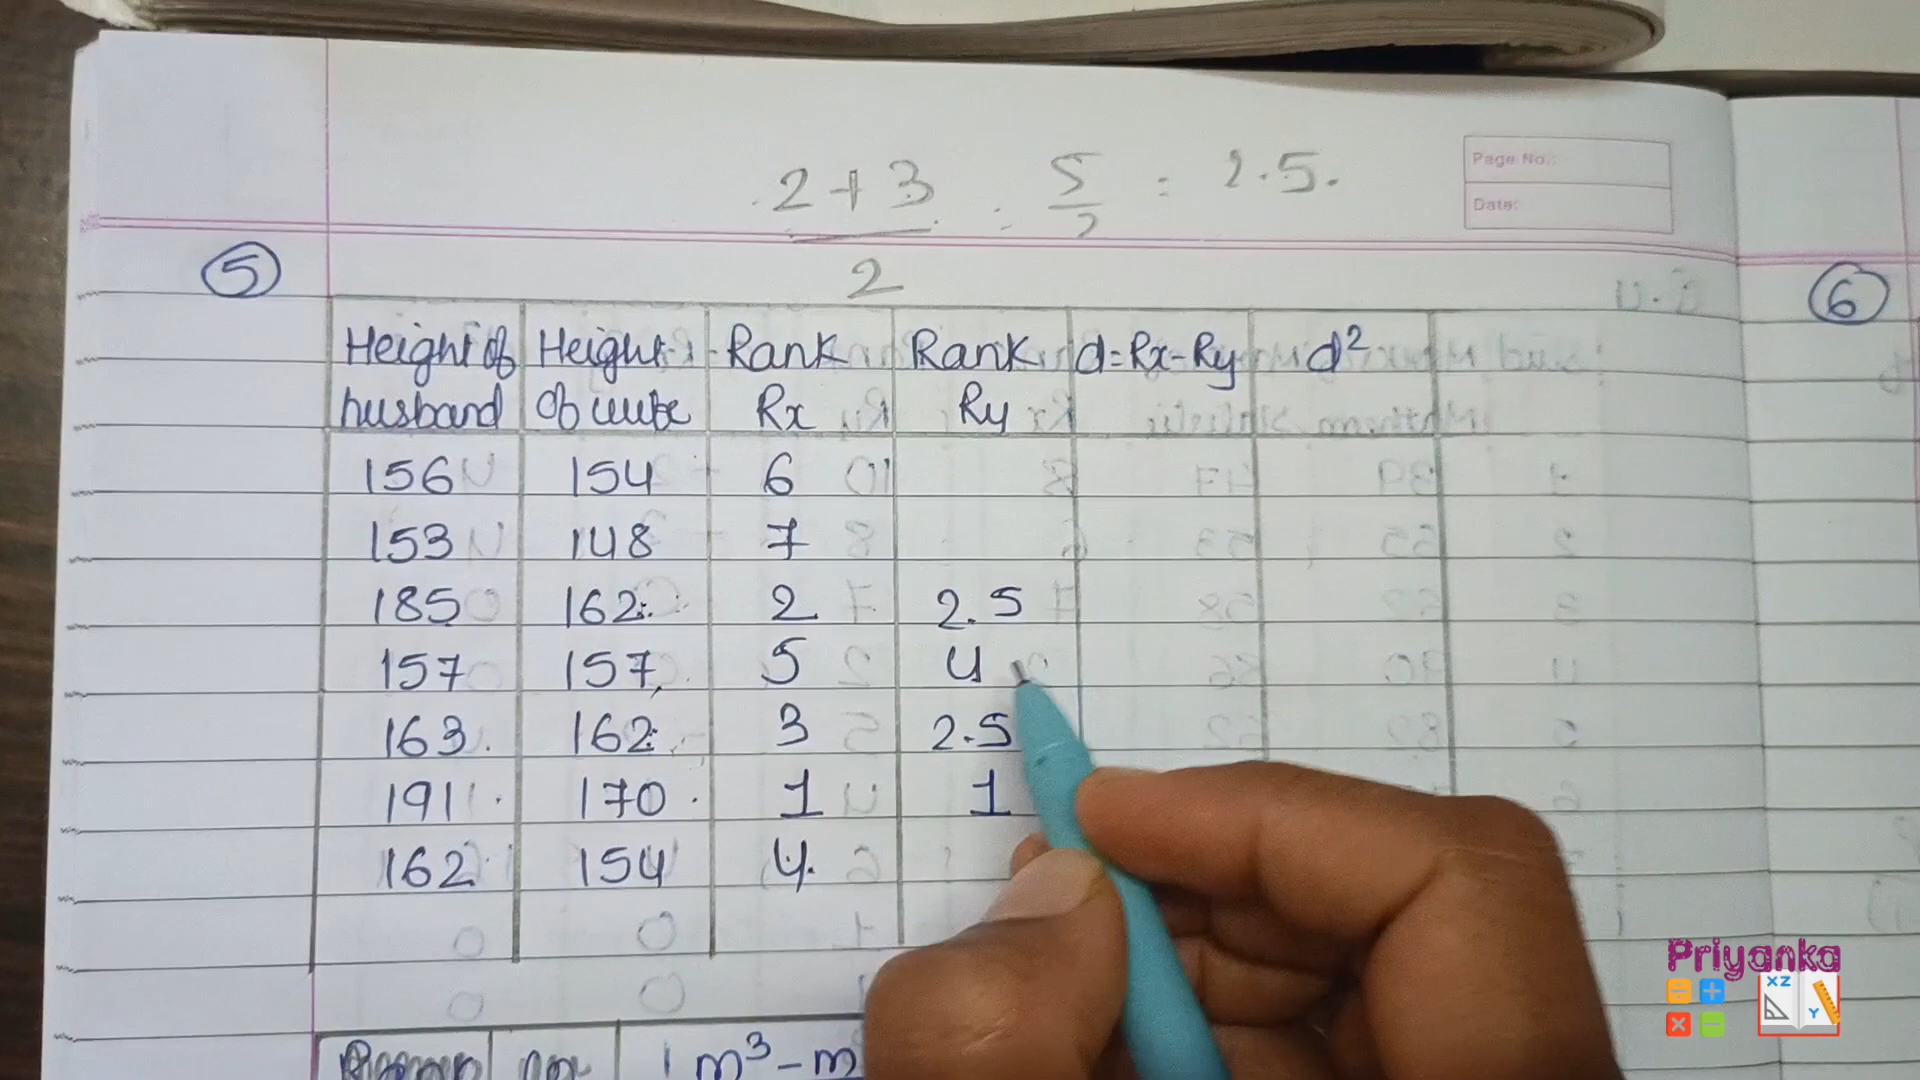 2+3 = 5 = 2.5.
2 2
Page No.:
Date:
5
6
Height of husband Height of wife Rank Rx Rank Ry d=Rx-Ry d²
156 154 6
153 148 7
185 162 2 2.5
157 157 5 4
163 162 3 2.5
191 170 1 1
162 154 4
m³-m
Priyanka
XZ
Y